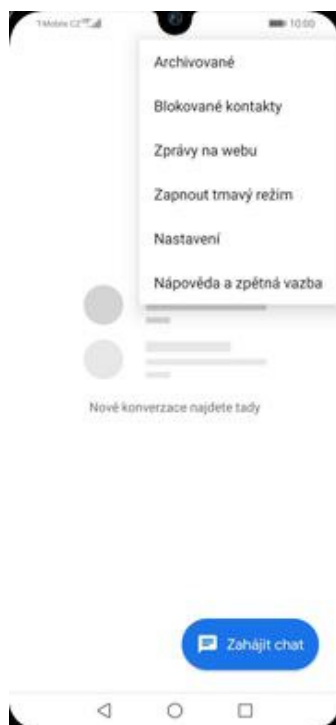 T-Mobile CZ
10:00
Archivované
Blokované kontakty
Zprávy na webu
Zapnout tmavý režim
Nastavení
Nápověda a zpětná vazba
Nové konverzace najdete tady
Zahájit chat